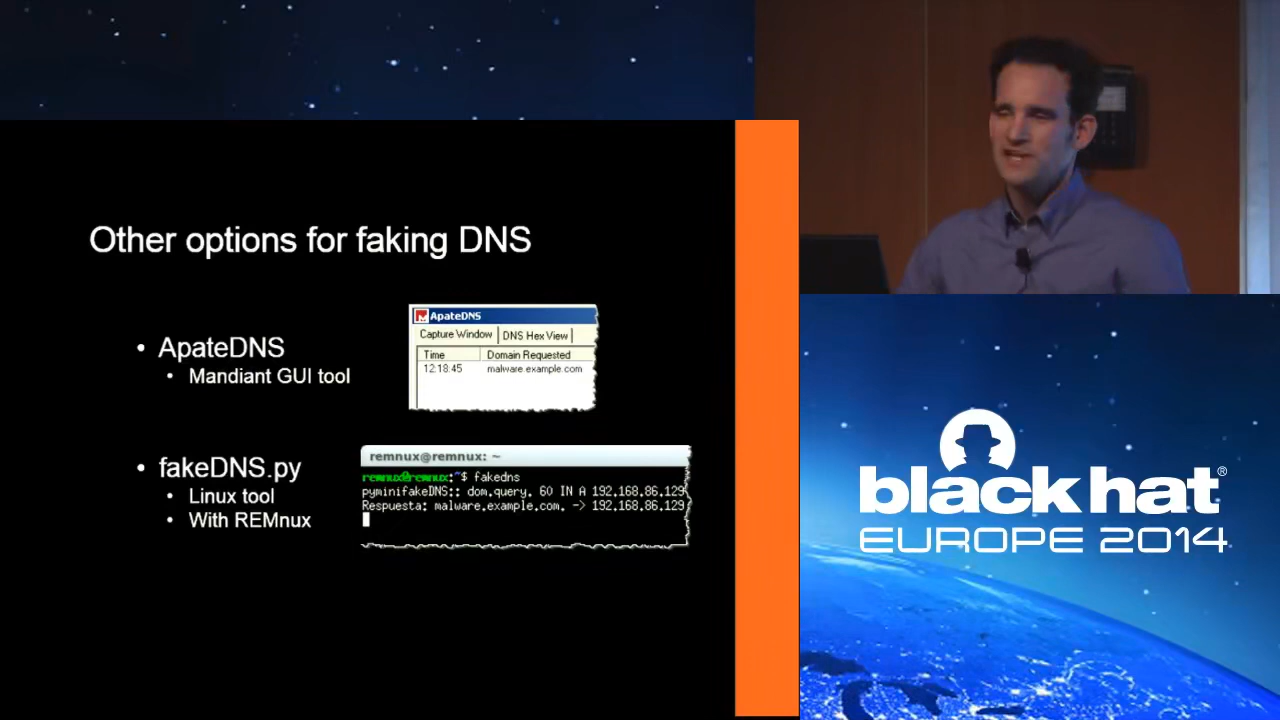 Other options for faking DNS
• ApateDNS
• Mandiant GUI tool
ApateDNS
Capture Window DNS Hex View
Time Domain Requested
12:18:45 malware.example.com
• fakeDNS.py
• Linux tool
• With REMnux
remnux@remnux: ~
remnux@remnux:~$ fakedns
pyminifakeDNS:: dom.query. 60 IN A 192.168.86.129
Respuesta: malware.example.com. -> 192.168.86.129
black hat®
EUROPE 2014